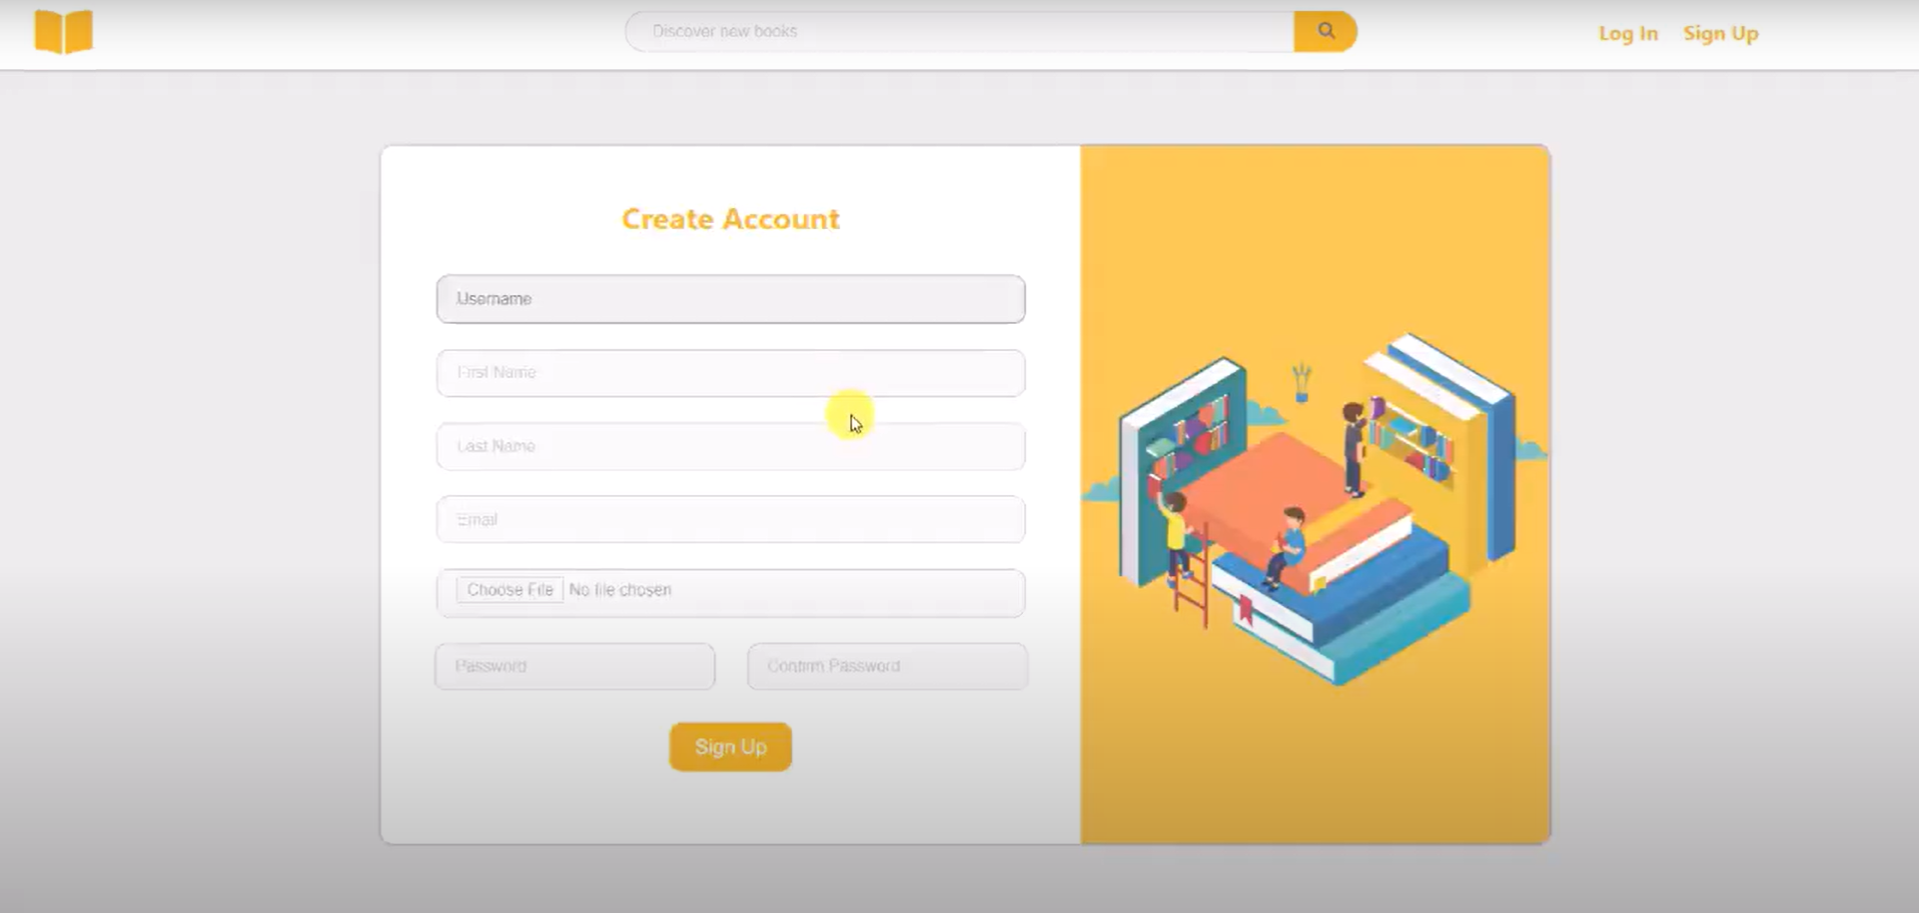 Discover new books
Log In Sign Up
Create Account
Username
First Name
Last Name
Email
Choose File No file chosen
Password Confirm Password
Sign Up